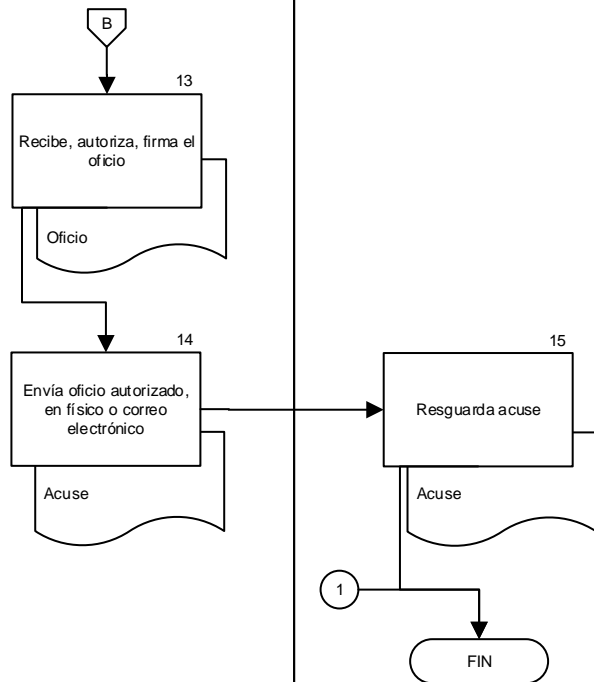 B
13
Recibe, autoriza, firma el
oficio
Oficio
14
Envía oficio autorizado,
en físico o correo
electrónico
Acuse
15
Resguarda acuse
Acuse
1
FIN